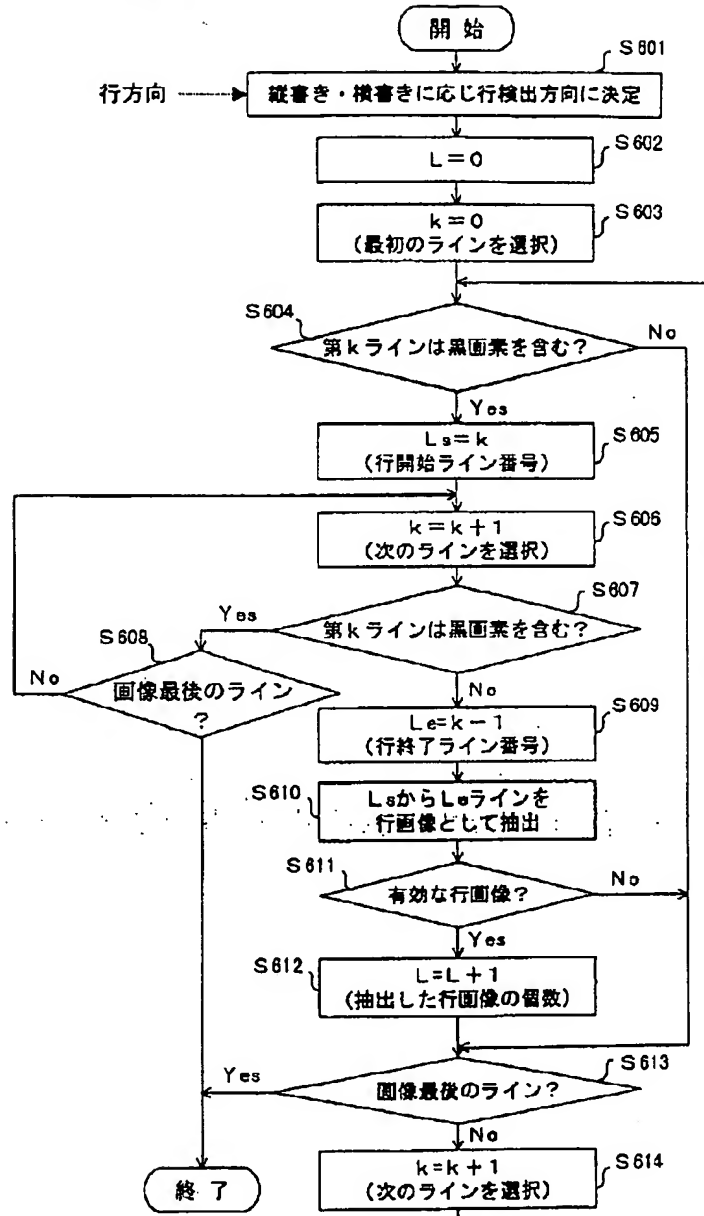 開 始
S601
行方向
縦書き・横書きに応じ行検出方向に決定
S602
L=0
S603
k=0
(最初のラインを選択)
S604
第kラインは黒画素を含む?
No
Yes
S605
Ls=k
(行開始ライン番号)
S606
k=k+1
(次のラインを選択)
S607
第kラインは黒画素を含む?
Yes
S608
No
画像最後のライン
?
No
S609
Le=k-1
(行終了ライン番号)
S610
LsからLeラインを
行画像として抽出
S611
有効な行画像?
No
Yes
S612
L=L+1
(抽出した行画像の個数)
S613
Yes
画像最後のライン?
No
S614
k=k+1
(次のラインを選択)
終 了